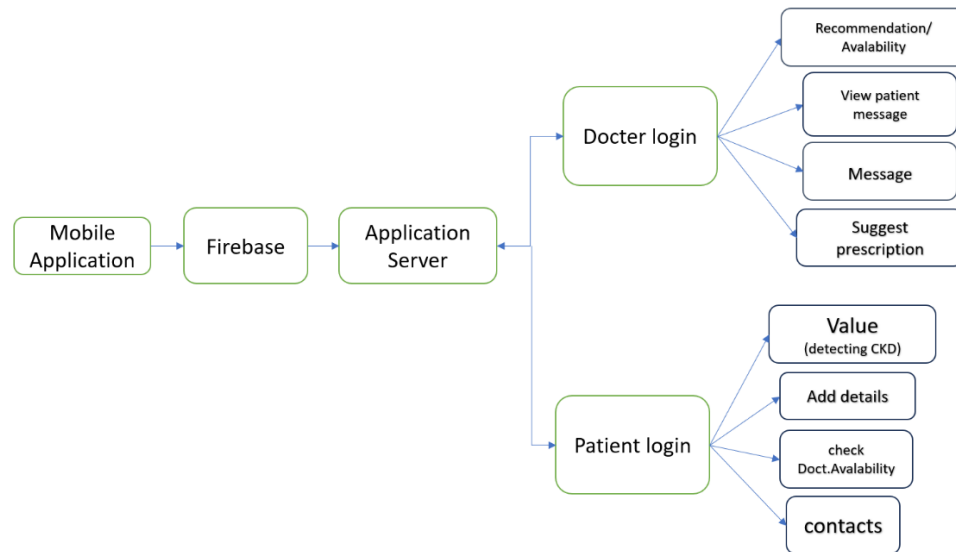 Mobile
Application
Firebase
Application
Server
Docter login
Recommendation/
Avalability
View patient
message
Message
Suggest
prescription
Patient login
Value
(detecting CKD)
Add details
check
Doct.Avalability
contacts